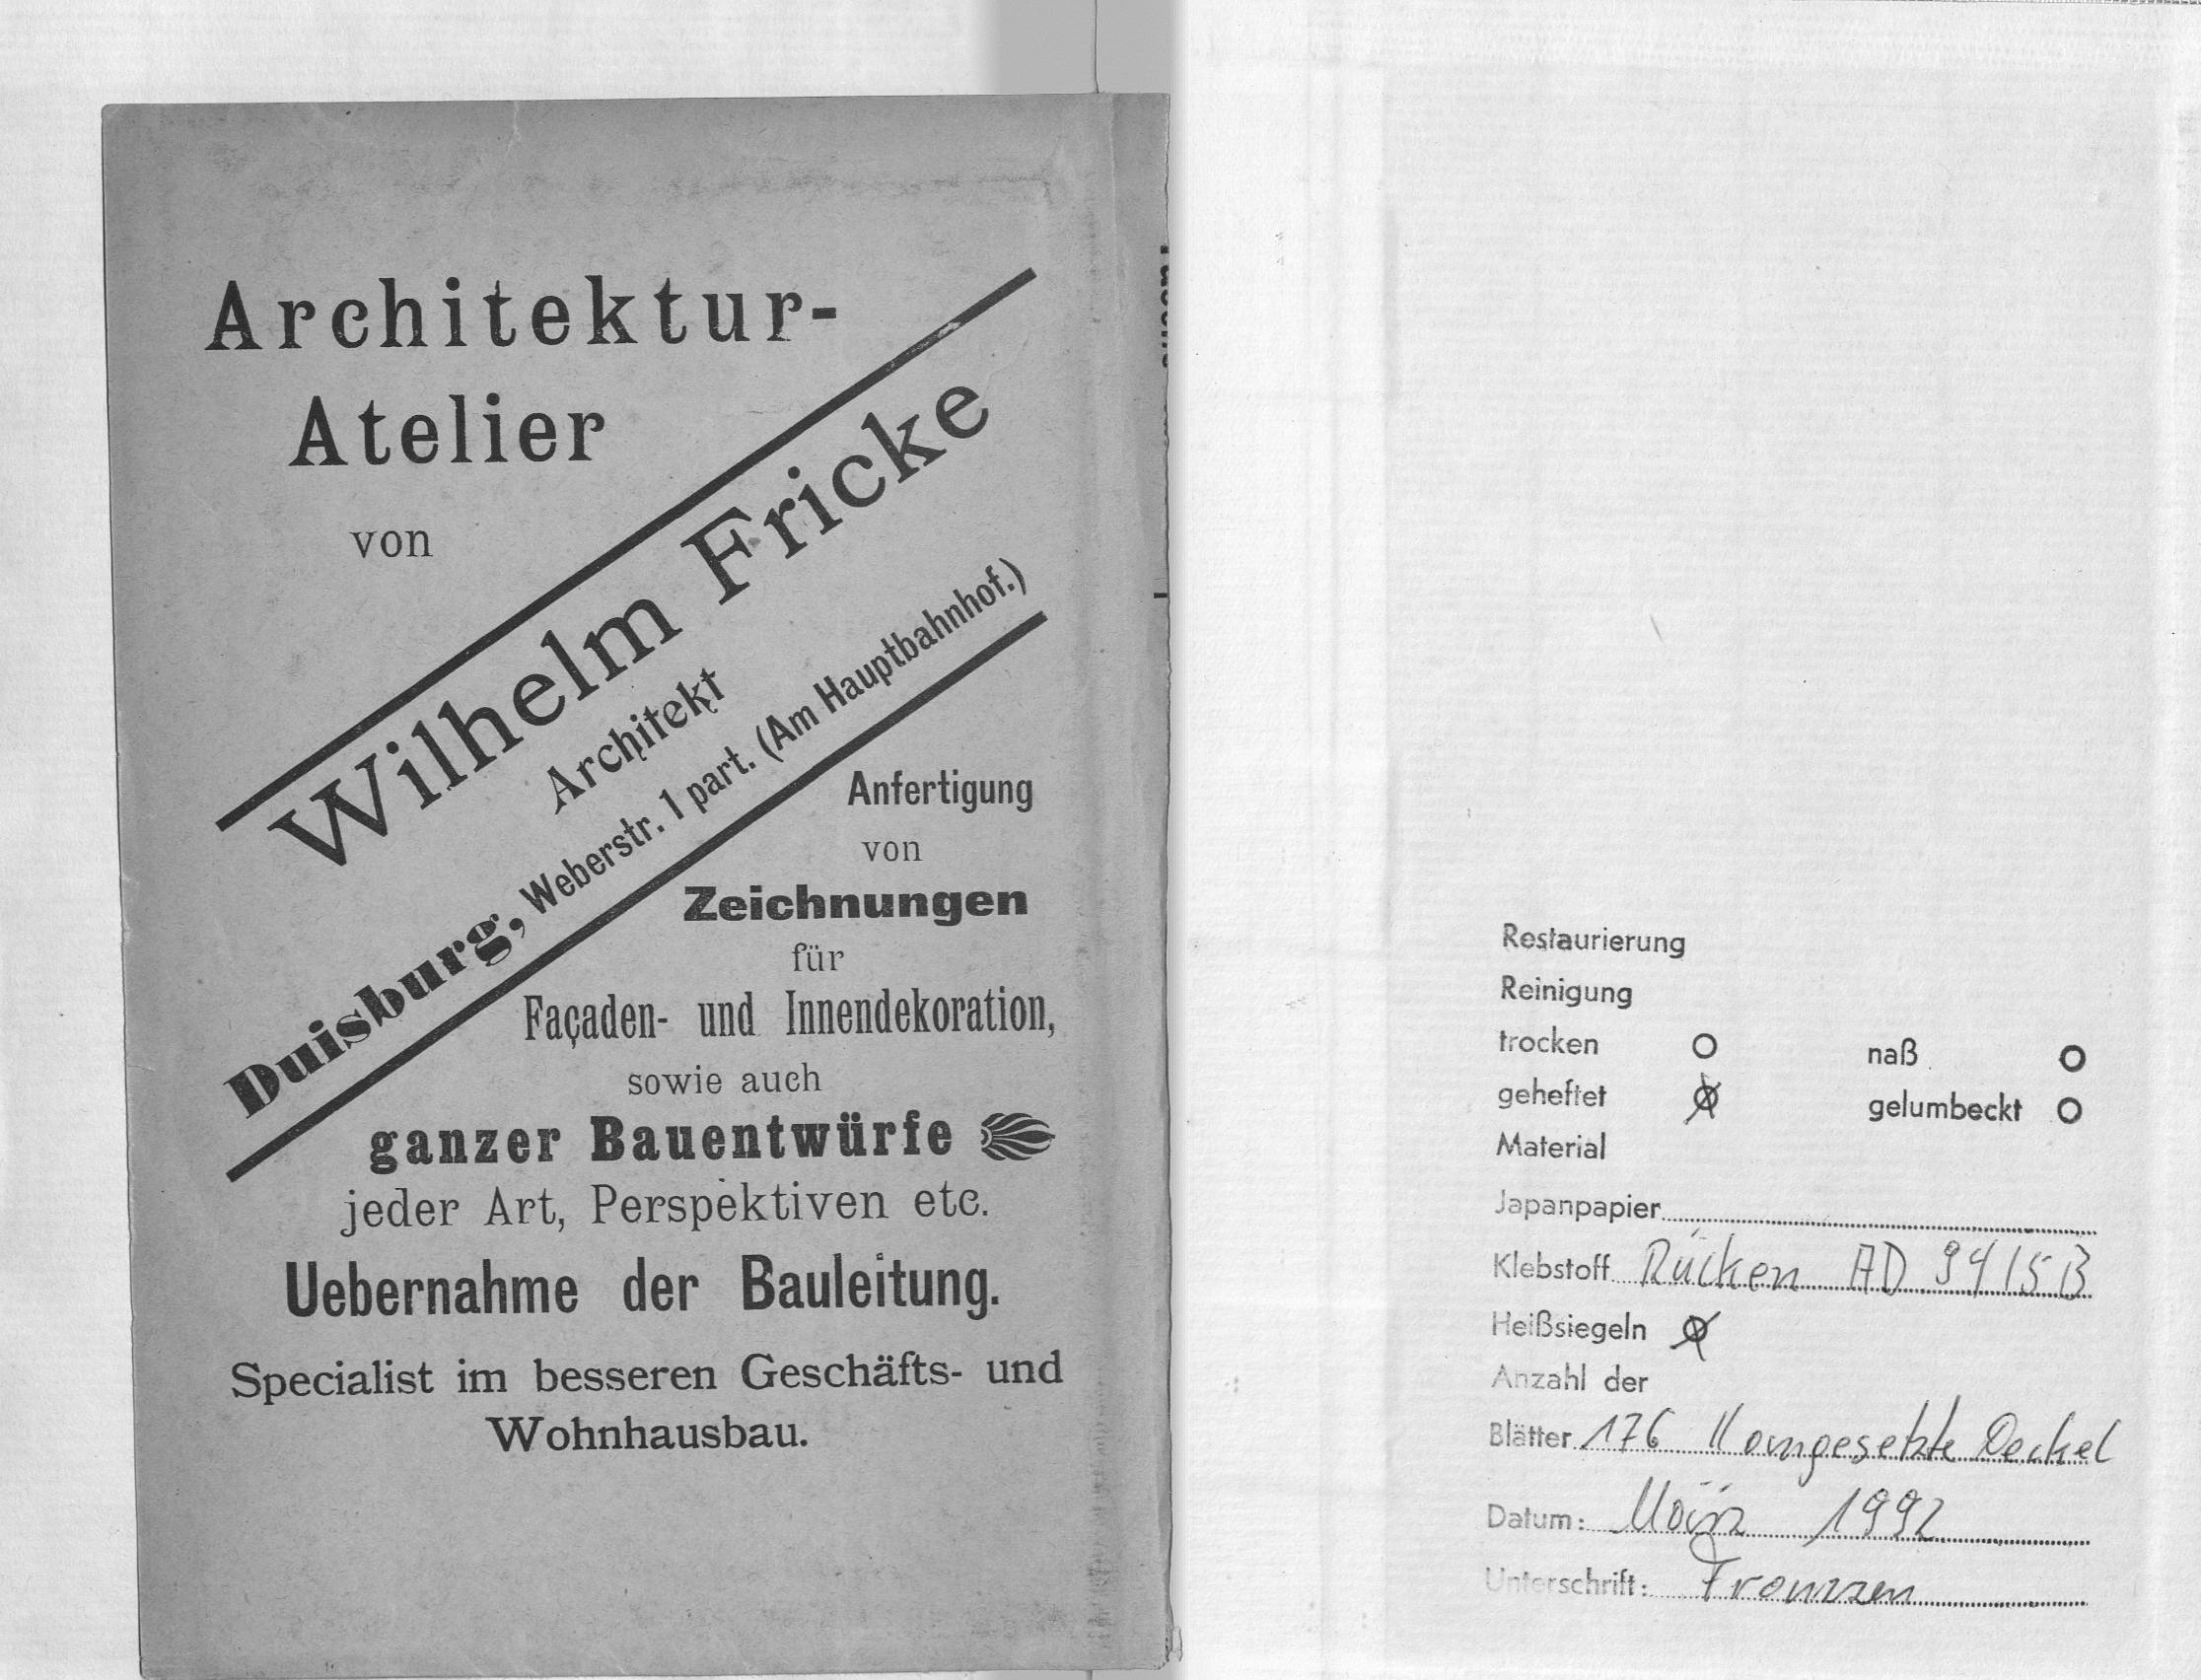 Architektur-
Atelier
von
Wilhelm Fricke
Architekt
Duisburg, Weberstr. 1 part. (Am Hauptbahnhof.)
Anfertigung
von
Zeichnungen
für
Façaden- und Innendekoration,
sowie auch
ganzer Bauentwürfe
jeder Art, Perspektiven etc.
Uebernahme der Bauleitung.
Specialist im besseren Geschäfts- und
Wohnhausbau.
Restaurierung
Reinigung
trocken naß
geheftet gelumbeckt
Material
Japanpapier
Klebstoff Rücken AD 94/5 B
Heißsiegeln
Anzahl der
Blätter 176 angesetzte Deckel
Datum: März 1992
Unterschrift: Franzen